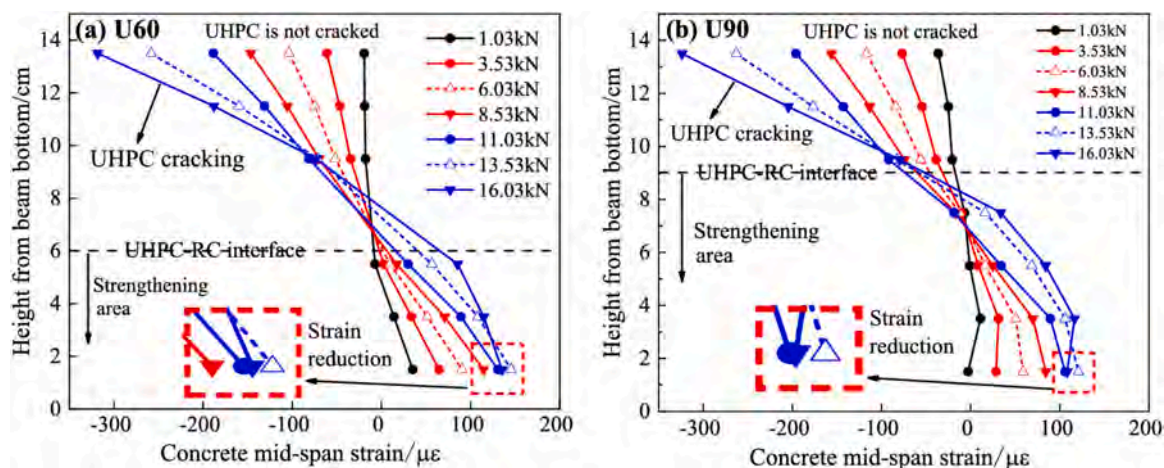 (a) U60
UHPC is not cracked
1.03kN
3.53kN
6.03kN
8.53kN
11.03kN
13.53kN
16.03kN
UHPC cracking
UHPC-RC interface
Strengthening
area
Strain
reduction
Height from beam bottom/cm
14
12
10
8
6
4
2
0
-300
-200
-100
0
100
200
Concrete mid-span strain/με
(b) U90
UHPC is not cracked
1.03kN
3.53kN
6.03kN
8.53kN
11.03kN
13.53kN
16.03kN
UHPC cracking
UHPC-RC interface
Strengthening
area
Strain
reduction
Height from beam bottom/cm
14
12
10
8
6
4
2
0
-300
-200
-100
0
100
200
Concrete mid-span strain/με